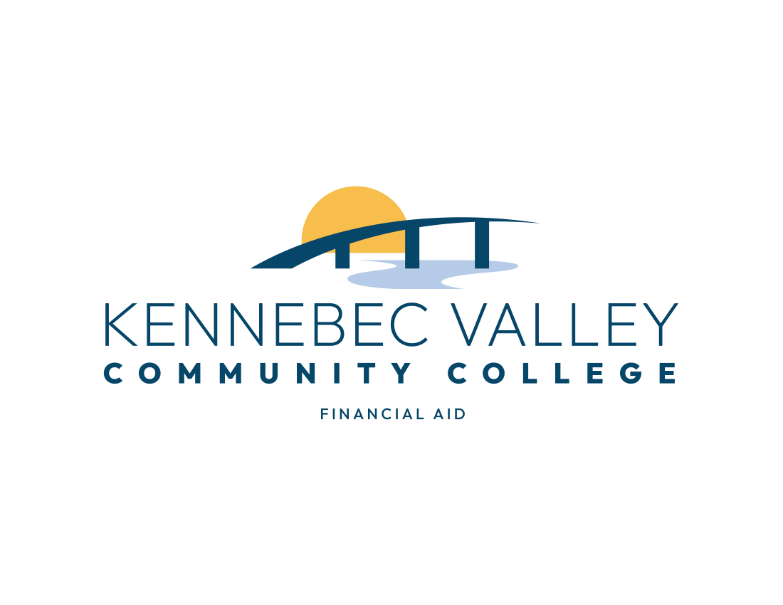 KENNEBEC VALLEY
COMMUNITY COLLEGE
FINANCIAL AID